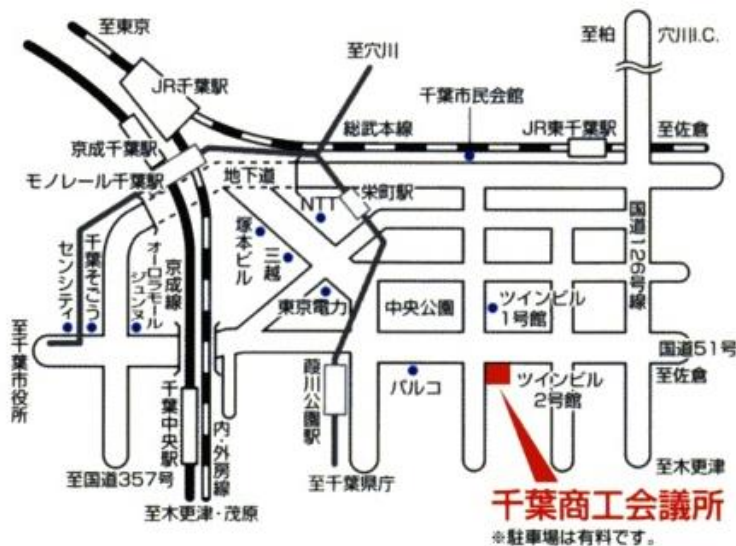 至東京
JR千葉駅
至穴川
至柏
穴川I.C.
千葉市民会館
総武本線
JR東千葉駅
至佐倉
京成千葉駅
モノレール千葉駅
地下道
栄町駅
NTT
塚本ビル
三越
東京電力
中央公園
ツインビル
1号館
国道126号線
センシティ
千葉そごう
オーロラモール
ジュンヌ
京成線
至千葉市役所
国道51号
至佐倉
葭川公園駅
パルコ
ツインビル
2号館
千葉中央駅
内・外房線
至国道357号
至木更津・茂原
至千葉県庁
至木更津
千葉商工会議所
※駐車場は有料です。